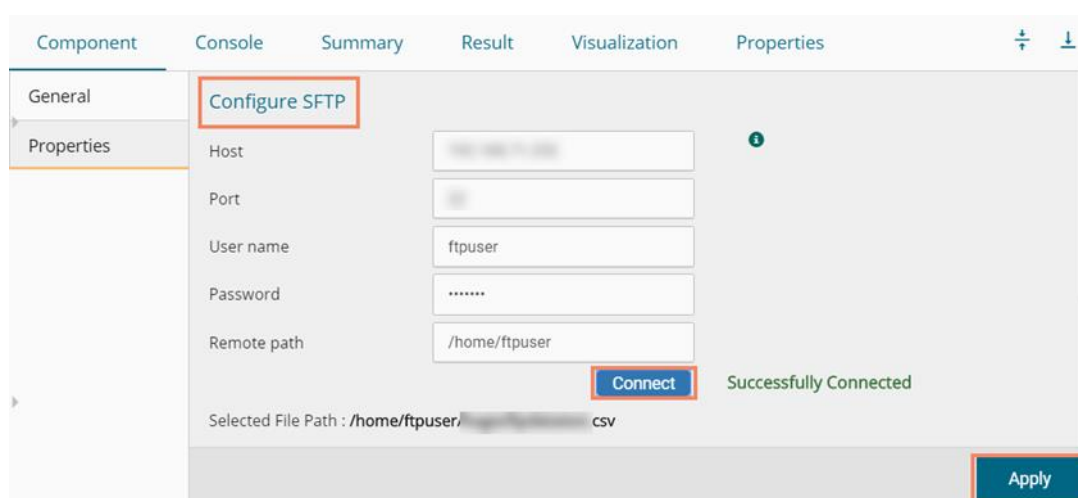 Component Console Summary Result Visualization Properties
General
Properties
Configure SFTP
Host
Port
User name ftpuser
Password •••••••
Remote path /home/ftpuser
Connect Successfully Connected
Selected File Path : /home/ftpuser/ csv
Apply